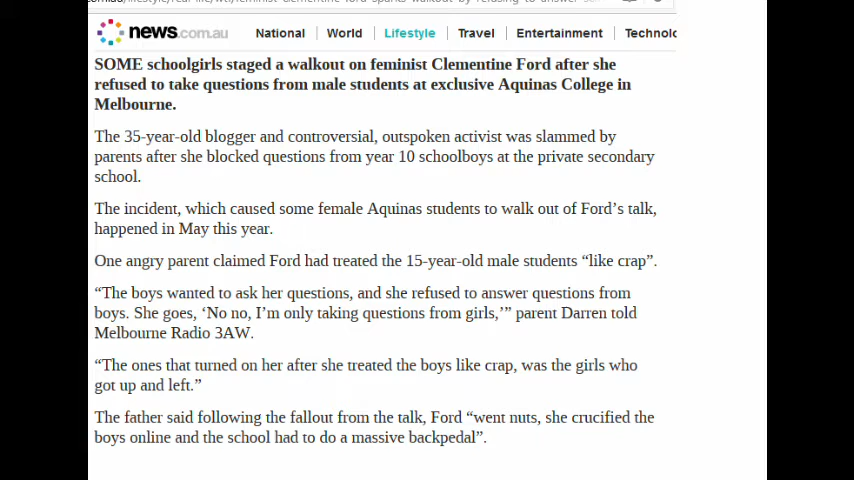 news.com.au
National
World
Lifestyle
Travel
Entertainment
SOME schoolgirls staged a walkout on feminist Clementine Ford after she
refused to take questions from male students at exclusive Aquinas College in
Melbourne.
The 35-year-old blogger and controversial, outspoken activist was slammed by
parents after she blocked questions from year 10 schoolboys at the private secondary
school.
The incident, which caused some female Aquinas students to walk out of Ford’s talk,
happened in May this year.
One angry parent claimed Ford had treated the 15-year-old male students “like crap”.
“The boys wanted to ask her questions, and she refused to answer questions from
boys. She goes, ‘No no, I’m only taking questions from girls,’” parent Darren told
Melbourne Radio 3AW.
“The ones that turned on her after she treated the boys like crap, was the girls who
got up and left.”
The father said following the fallout from the talk, Ford “went nuts, she crucified the
boys online and the school had to do a massive backpedal”.